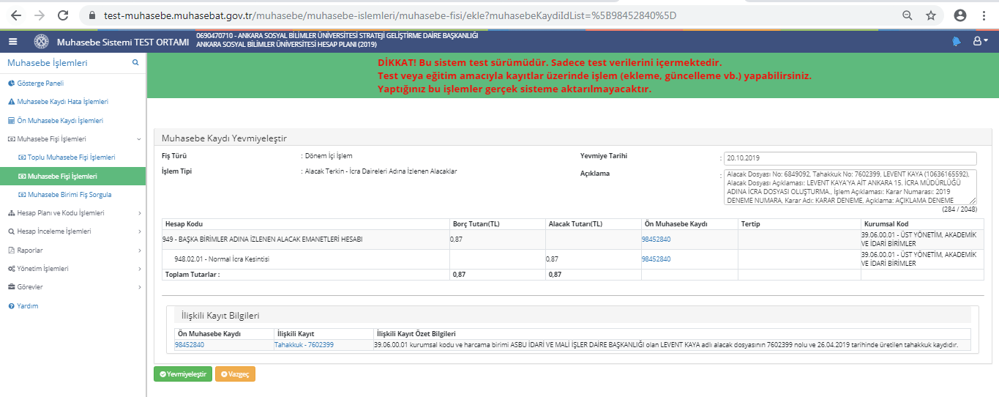 test-muhasebe.muhasebat.gov.tr/muhasebe/muhasebe-islemleri/muhasebe-fisi/ekle?muhasebeKaydiIdList=%5B98452840%5D
Muhasebe Sistemi TEST ORTAMI
0690470710 - ANKARA SOSYAL BİLİMLER ÜNİVERSİTESİ STRATEJİ GELİŞTİRME DAİRE BAŞKANLIĞI
ANKARA SOSYAL BİLİMLER ÜNİVERSİTESİ HESAP PLANI (2019)
Muhasebe İşlemleri
Gösterge Paneli
Muhasebe Kaydı Hata İşlemleri
Ön Muhasebe Kaydı İşlemleri
Muhasebe Fişi İşlemleri
Toplu Muhasebe Fişi İşlemleri
Muhasebe Fişi İşlemleri
Muhasebe Birimi Fiş Sorgula
Hesap Planı ve Kodu İşlemleri
Hesap İnceleme İşlemleri
Raporlar
Yönetim İşlemleri
Görevler
Yardım
DİKKAT! Bu sistem test sürümüdür. Sadece test verilerini içermektedir.
Test veya eğitim amacıyla kayıtlar üzerinde işlem (ekleme, güncelleme vb.) yapabilirsiniz.
Yaptığınız bu işlemler gerçek sisteme aktarılmayacaktır.
Muhasebe Kaydı Yevmiyeleştir
Fiş Türü : Dönem İçi İşlem Yevmiye Tarihi : 20.10.2019
İşlem Tipi : Alacak Terkin - İcra Daireleri Adına İzlenen Alacaklar Açıklama :
Alacak Dosyası No: 6849092, Tahakkuk No: 7602399, LEVENT KAYA (10636165592),
Alacak Dosyası Açıklaması: LEVENT KAYA'YA AİT ANKARA 15. İCRA MÜDÜRLÜĞÜ
ADINA İCRA DOSYASI OLUŞTURMA., İşlem Açıklaması: Karar Numarası: 2019
DENEME NUMARA, Karar Adı: KARAR DENEME, Açıklama: AÇIKLAMA DENEME
(284 / 2048)
Hesap Kodu Borç Tutarı(TL) Alacak Tutarı(TL) Ön Muhasebe Kaydı Tertip Kurumsal Kod
949 - BAŞKA BİRİMLER ADINA İZLENEN ALACAK EMANETLERİ HESABI 0,87 98452840 39.06.00.01 - ÜST YÖNETİM, AKADEMİK
VE İDARİ BİRİMLER
948.02.01 - Normal İcra Kesintisi 0,87 98452840 39.06.00.01 - ÜST YÖNETİM, AKADEMİK
VE İDARİ BİRİMLER
Toplam Tutarlar : 0,87 0,87
İlişkili Kayıt Bilgileri
Ön Muhasebe Kaydı İlişkili Kayıt İlişkili Kayıt Özet Bilgileri
98452840 Tahakkuk - 7602399 39.06.00.01 kurumsal kodu ve harcama birimi ASBU İDARİ VE MALİ İŞLER DAİRE BAŞKANLIĞI olan LEVENT KAYA adlı alacak dosyasının 7602399 nolu ve 26.04.2019 tarihinde üretilen tahakkuk kaydıdır.
Yevmiyeleştir Vazgeç